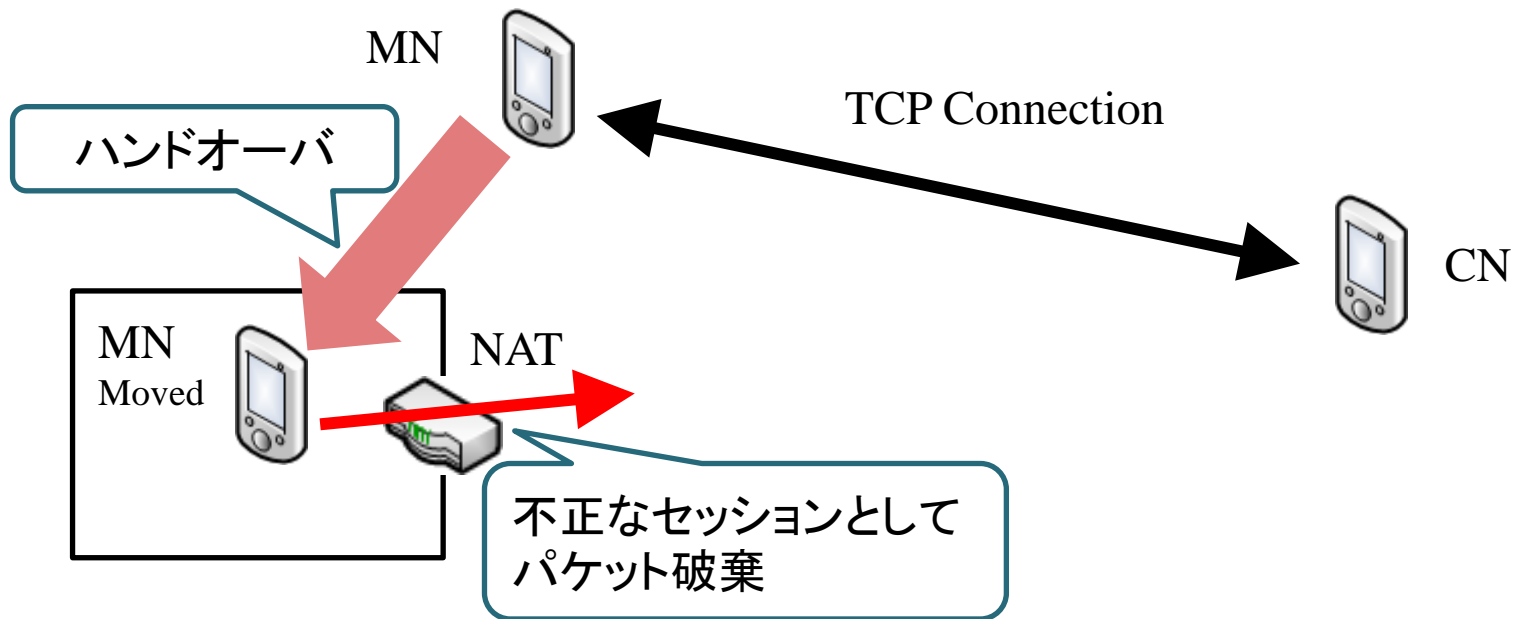 MN
TCP Connection
ハンドオーバ
CN
MN
Moved
NAT
不正なセッションとして
パケット破棄